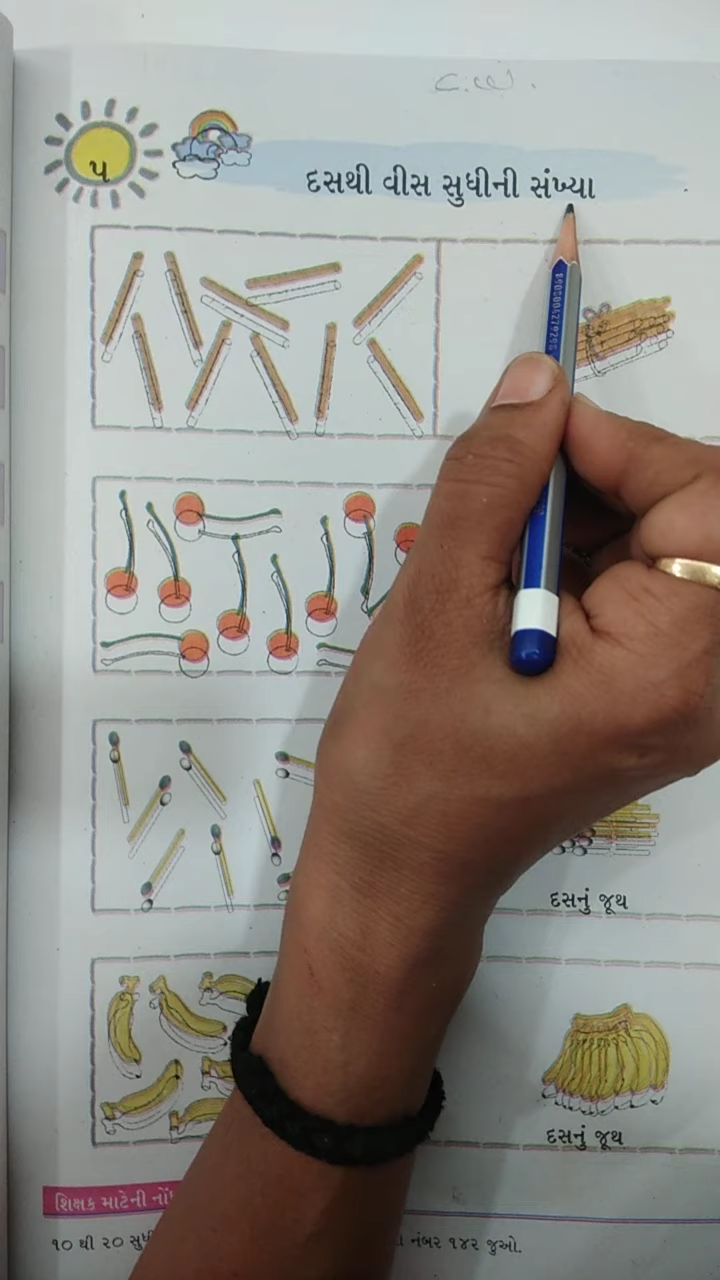 C.W.
૫
દસથી વીસ સુધીની સંખ્યા
દસનું જૂથ
દસનું જૂથ
શિક્ષક માટેની
૧૦ થી ૨૦ નંબર ૧૪૨ જુઓ.